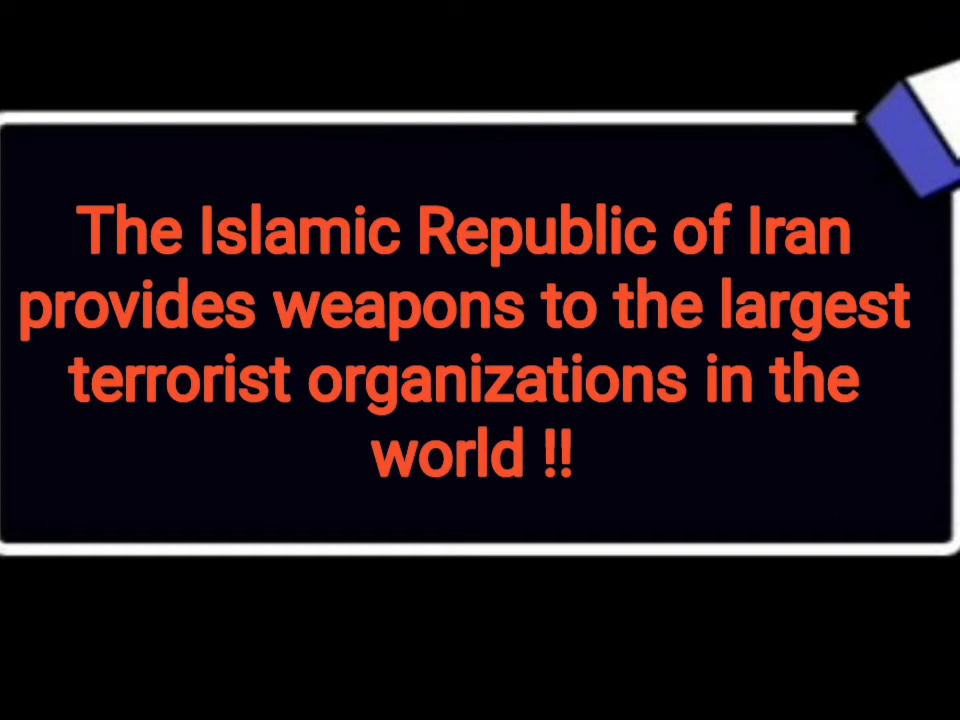 The Islamic Republic of Iran
provides weapons to the largest
terrorist organizations in the
world !!